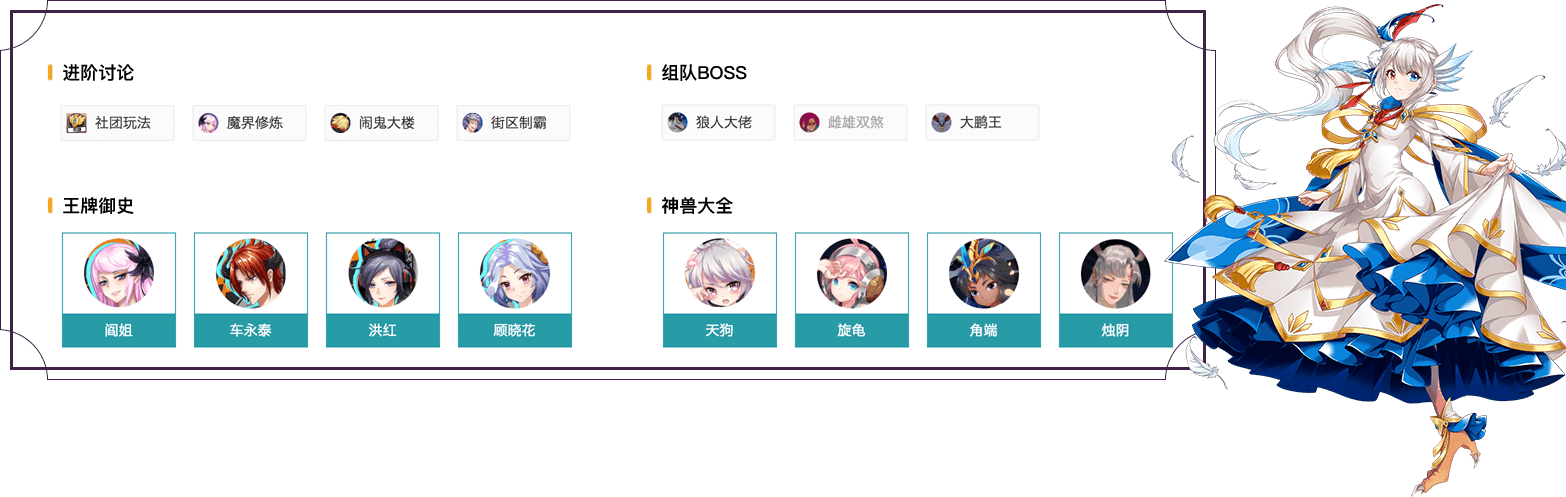 进阶讨论
社团玩法 魔界修炼 闹鬼大楼 街区制霸
组队BOSS
狼人大佬 雌雄双煞 大鹏王
王牌御史
阎姐 车永泰 洪红 顾晓花
神兽大全
天狗 旋龟 角端 烛阴